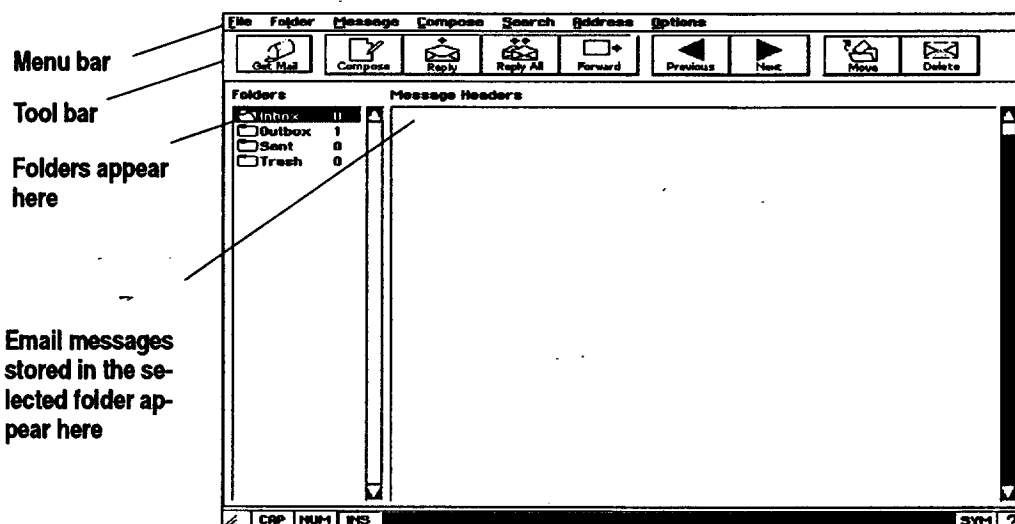 File Folder Message Compose Search Address Options
Menu bar
Get Mail Compose Reply Reply All Forward Previous Next Move Delete
Tool bar
Folders Message Headers
Inbox 0
Outbox 1
Sent 0
Trash 0
Folders appear
here
Email messages
stored in the se-
lected folder ap-
pear here
CAP NUM INS SYM ?